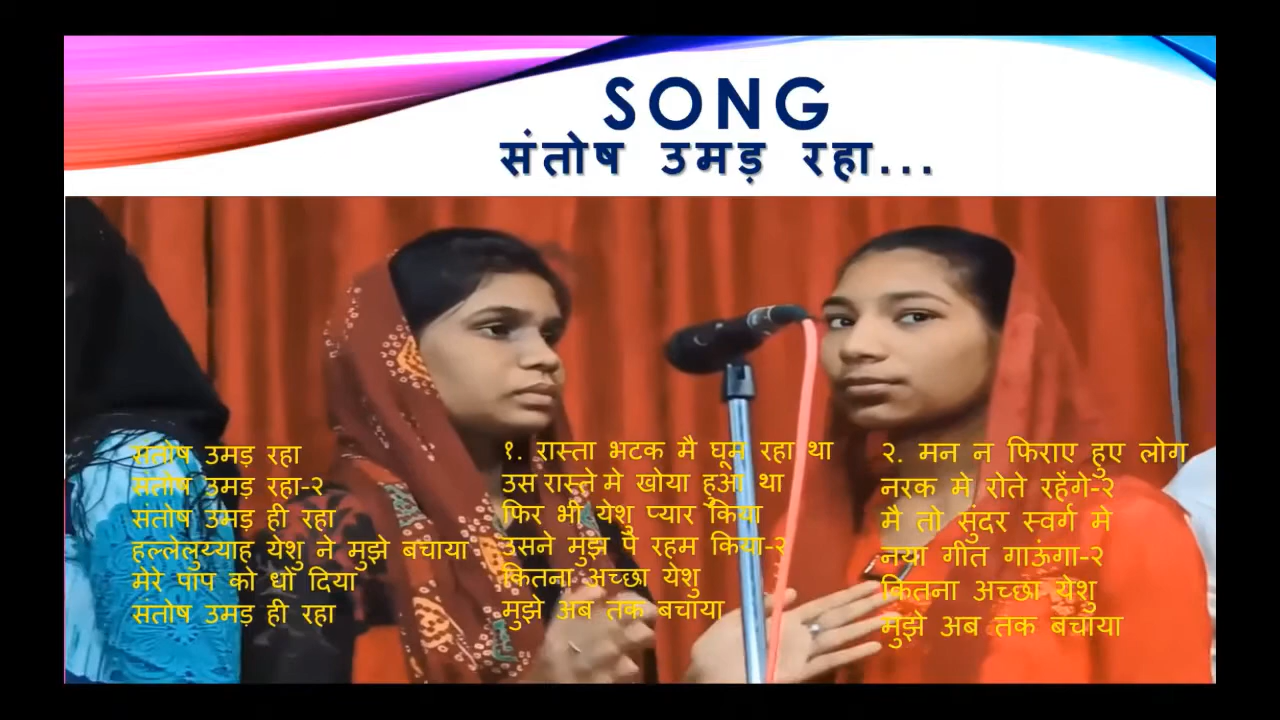 SONG
संतोष उमड़ रहा...
संतोष उमड़ रहा
संतोष उमड़ रहा-२
संतोष उमड़ ही रहा
हल्लेलुय्याह येशु ने मुझे बचाया
मेरे पाप को धो दिया
संतोष उमड़ ही रहा
१. रास्ता भटक मै घूम रहा था
उस रास्ते मे खोया हुआ था
फिर भी येशु प्यार किया
उसने मुझ पे रहम किया-२
कितना अच्छा येशु
मुझे अब तक बचाया
२. मन न फिराए हुए लोग
नरक मे रोते रहेंगे-२
मै तो सुंदर स्वर्ग मे
नया गीत गाऊंगा-२
कितना अच्छा येशु
मुझे अब तक बचाया